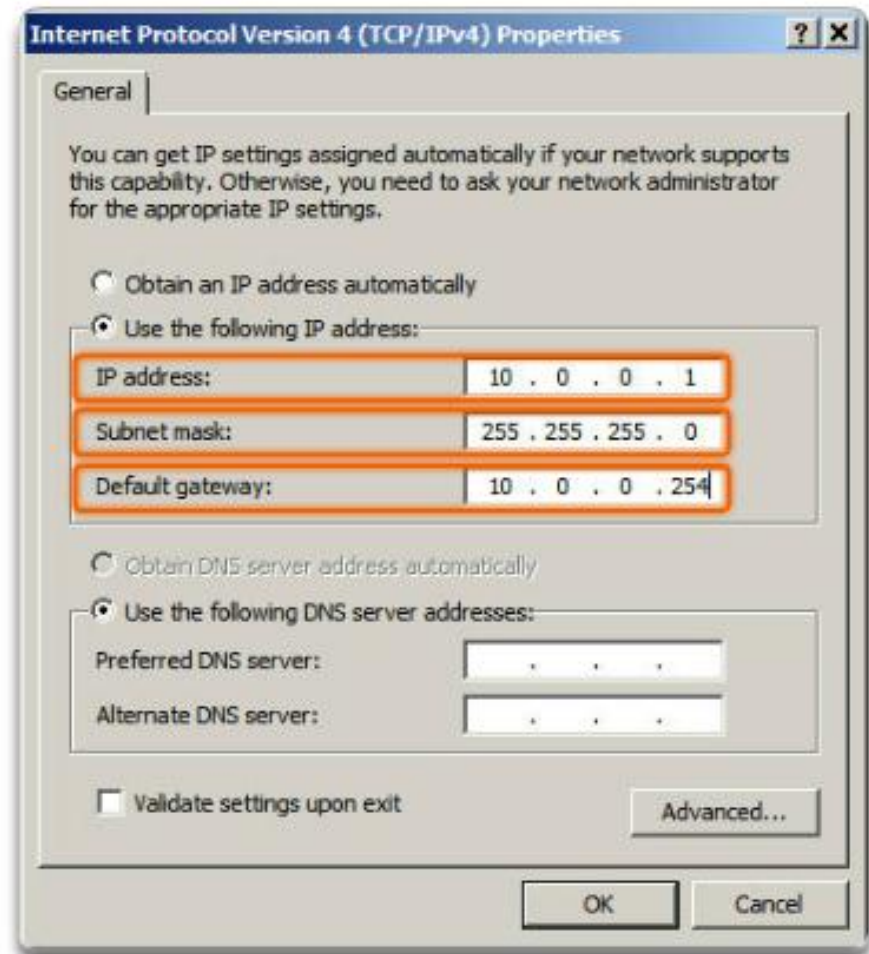 Internet Protocol Version 4 (TCP/IPv4) Properties
General
You can get IP settings assigned automatically if your network supports
this capability. Otherwise, you need to ask your network administrator
for the appropriate IP settings.
Obtain an IP address automatically
Use the following IP address:
IP address: 10 . 0 . 0 . 1
Subnet mask: 255 . 255 . 255 . 0
Default gateway: 10 . 0 . 0 . 254
Obtain DNS server address automatically
Use the following DNS server addresses:
Preferred DNS server: . . .
Alternate DNS server: . . .
Validate settings upon exit
Advanced...
OK Cancel